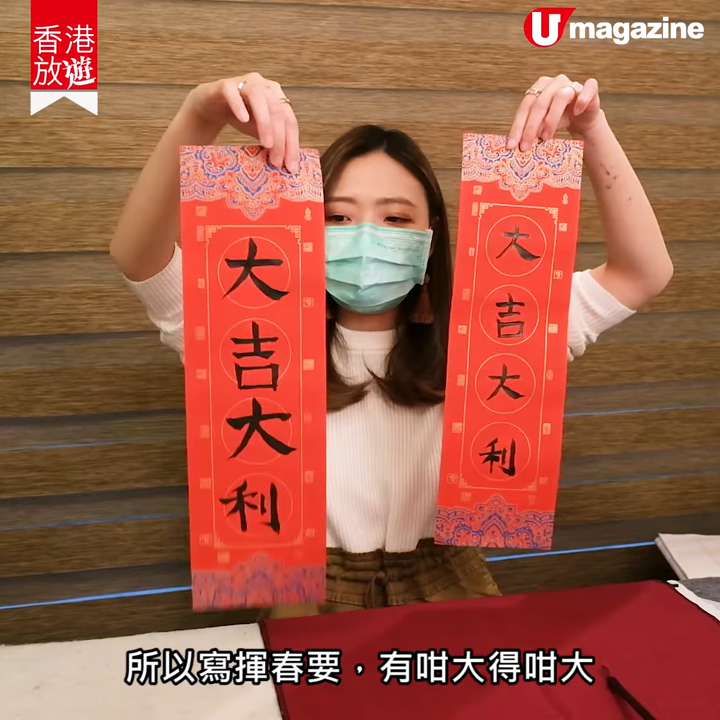 香港
放遊
U magazine
大吉大利
大吉大利
所以寫揮春要，有咁大得咁大